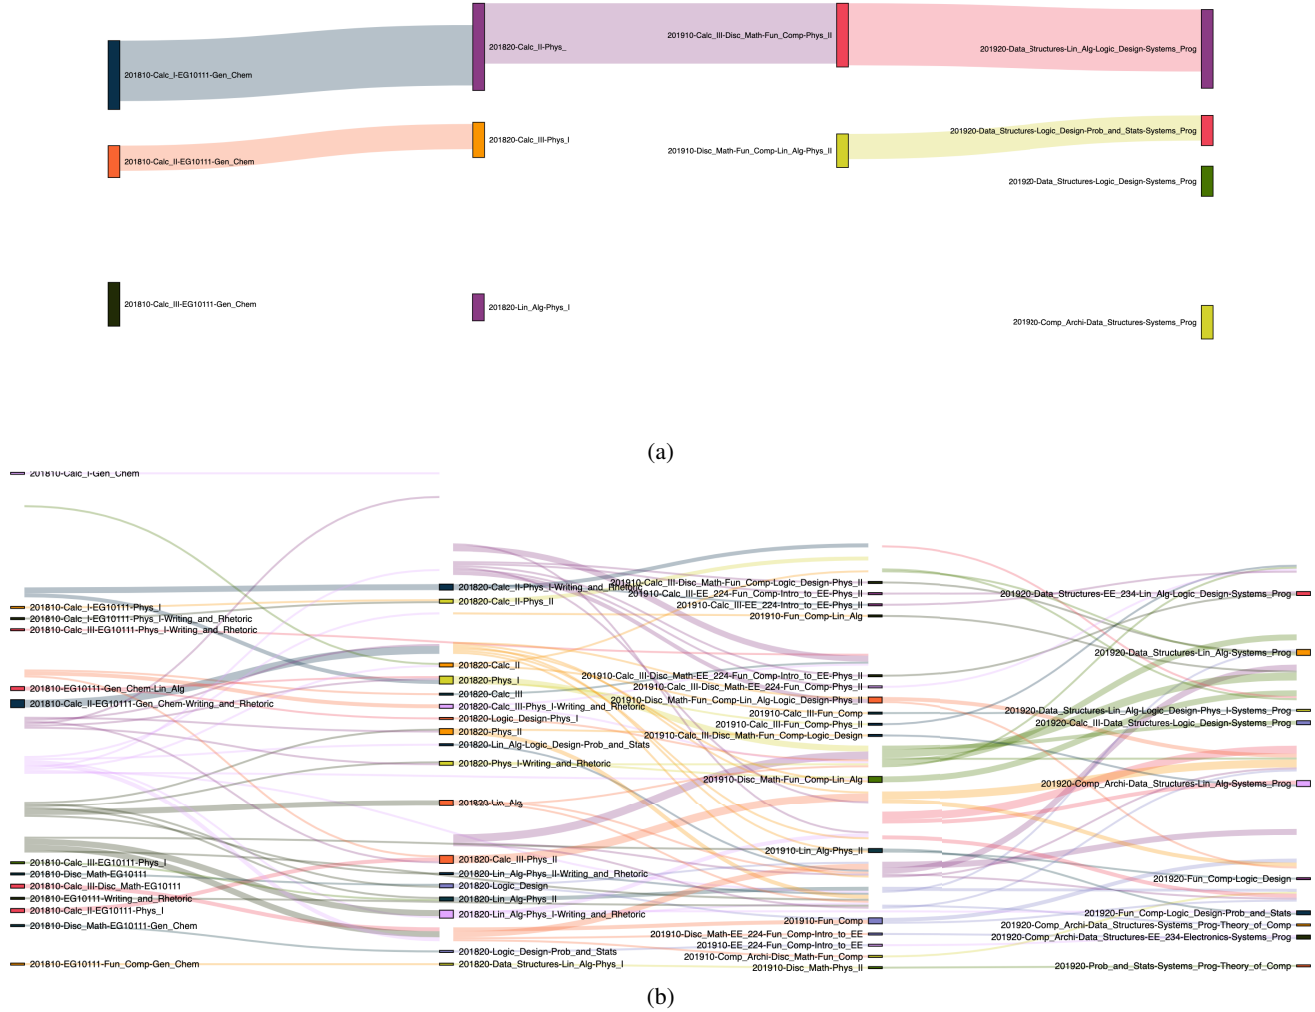 201810-Calc_I-EG10111-Gen_Chem
201820-Calc_II-Phys_
201910-Calc_III-Disc_Math-Fun_Comp-Phys_II
201920-Data_Structures-Lin_Alg-Logic_Design-Systems_Prog
201810-Calc_II-EG10111-Gen_Chem
201820-Calc_III-Phys_I
201910-Disc_Math-Fun_Comp-Lin_Alg-Phys_II
201920-Data_Structures-Logic_Design-Prob_and_Stats-Systems_Prog
201920-Data_Structures-Logic_Design-Systems_Prog
201810-Calc_III-EG10111-Gen_Chem
201820-Lin_Alg-Phys_I
201920-Comp_Archi-Data_Structures-Systems_Prog
(a)
201810-Calc_I-Gen_Chem
201810-Calc_I-EG10111-Phys_I
201810-Calc_I-EG10111-Phys_I-Writing_and_Rhetoric
201810-Calc_III-EG10111-Phys_I-Writing_and_Rhetoric
201810-EG10111-Gen_Chem-Lin_Alg
201810-Calc_II-EG10111-Gen_Chem-Writing_and_Rhetoric
201810-Calc_III-EG10111-Phys_I
201810-Disc_Math-EG10111
201810-Calc_III-Disc_Math-EG10111
201810-EG10111-Writing_and_Rhetoric
201810-Calc_II-EG10111-Phys_I
201810-Disc_Math-EG10111-Gen_Chem
201810-EG10111-Fun_Comp-Gen_Chem
201820-Calc_II-Phys_I-Writing_and_Rhetoric
201820-Calc_II-Phys_II
201820-Calc_II
201820-Phys_I
201820-Calc_III
201820-Calc_III-Phys_I-Writing_and_Rhetoric
201820-Logic_Design-Phys_I
201820-Phys_II
201820-Lin_Alg-Logic_Design-Prob_and_Stats
201820-Phys_I-Writing_and_Rhetoric
201820-Lin_Alg
201820-Calc_III-Phys_II
201820-Lin_Alg-Phys_II-Writing_and_Rhetoric
201820-Logic_Design
201820-Lin_Alg-Phys_II
201820-Lin_Alg-Phys_I-Writing_and_Rhetoric
201820-Logic_Design-Prob_and_Stats
201820-Data_Structures-Lin_Alg-Phys_I
201910-Calc_III-Disc_Math-Fun_Comp-Logic_Design-Phys_II
201910-Calc_III-EE_224-Fun_Comp-Intro_to_EE-Phys_II
201910-Calc_III-EE_224-Intro_to_EE-Phys_II
201910-Fun_Comp-Lin_Alg
201910-Calc_III-Disc_Math-EE_224-Fun_Comp-Intro_to_EE-Phys_II
201910-Calc_III-Disc_Math-EE_224-Fun_Comp-Phys_II
201910-Disc_Math-Fun_Comp-Lin_Alg-Logic_Design-Phys_II
201910-Calc_III-Fun_Comp
201910-Calc_III-Fun_Comp-Phys_II
201910-Calc_III-Disc_Math-Fun_Comp-Logic_Design
201910-Disc_Math-Fun_Comp-Lin_Alg
201910-Lin_Alg-Phys_II
201910-Fun_Comp
201910-Disc_Math-EE_224-Fun_Comp-Intro_to_EE
201910-EE_224-Fun_Comp-Intro_to_EE
201910-Comp_Archi-Disc_Math-Fun_Comp
201910-Disc_Math-Phys_II
201920-Data_Structures-EE_234-Lin_Alg-Logic_Design-Systems_Prog
201920-Data_Structures-Lin_Alg-Systems_Prog
201920-Data_Structures-Lin_Alg-Logic_Design-Phys_I-Systems_Prog
201920-Calc_III-Data_Structures-Logic_Design-Systems_Prog
201920-Comp_Archi-Data_Structures-Lin_Alg-Systems_Prog
201920-Fun_Comp-Logic_Design
201920-Fun_Comp-Logic_Design-Prob_and_Stats
201920-Comp_Archi-Data_Structures-Systems_Prog-Theory_of_Comp
201920-Comp_Archi-Data_Structures-EE_234-Electronics-Systems_Prog
201920-Prob_and_Stats-Systems_Prog-Theory_of_Comp
(b)